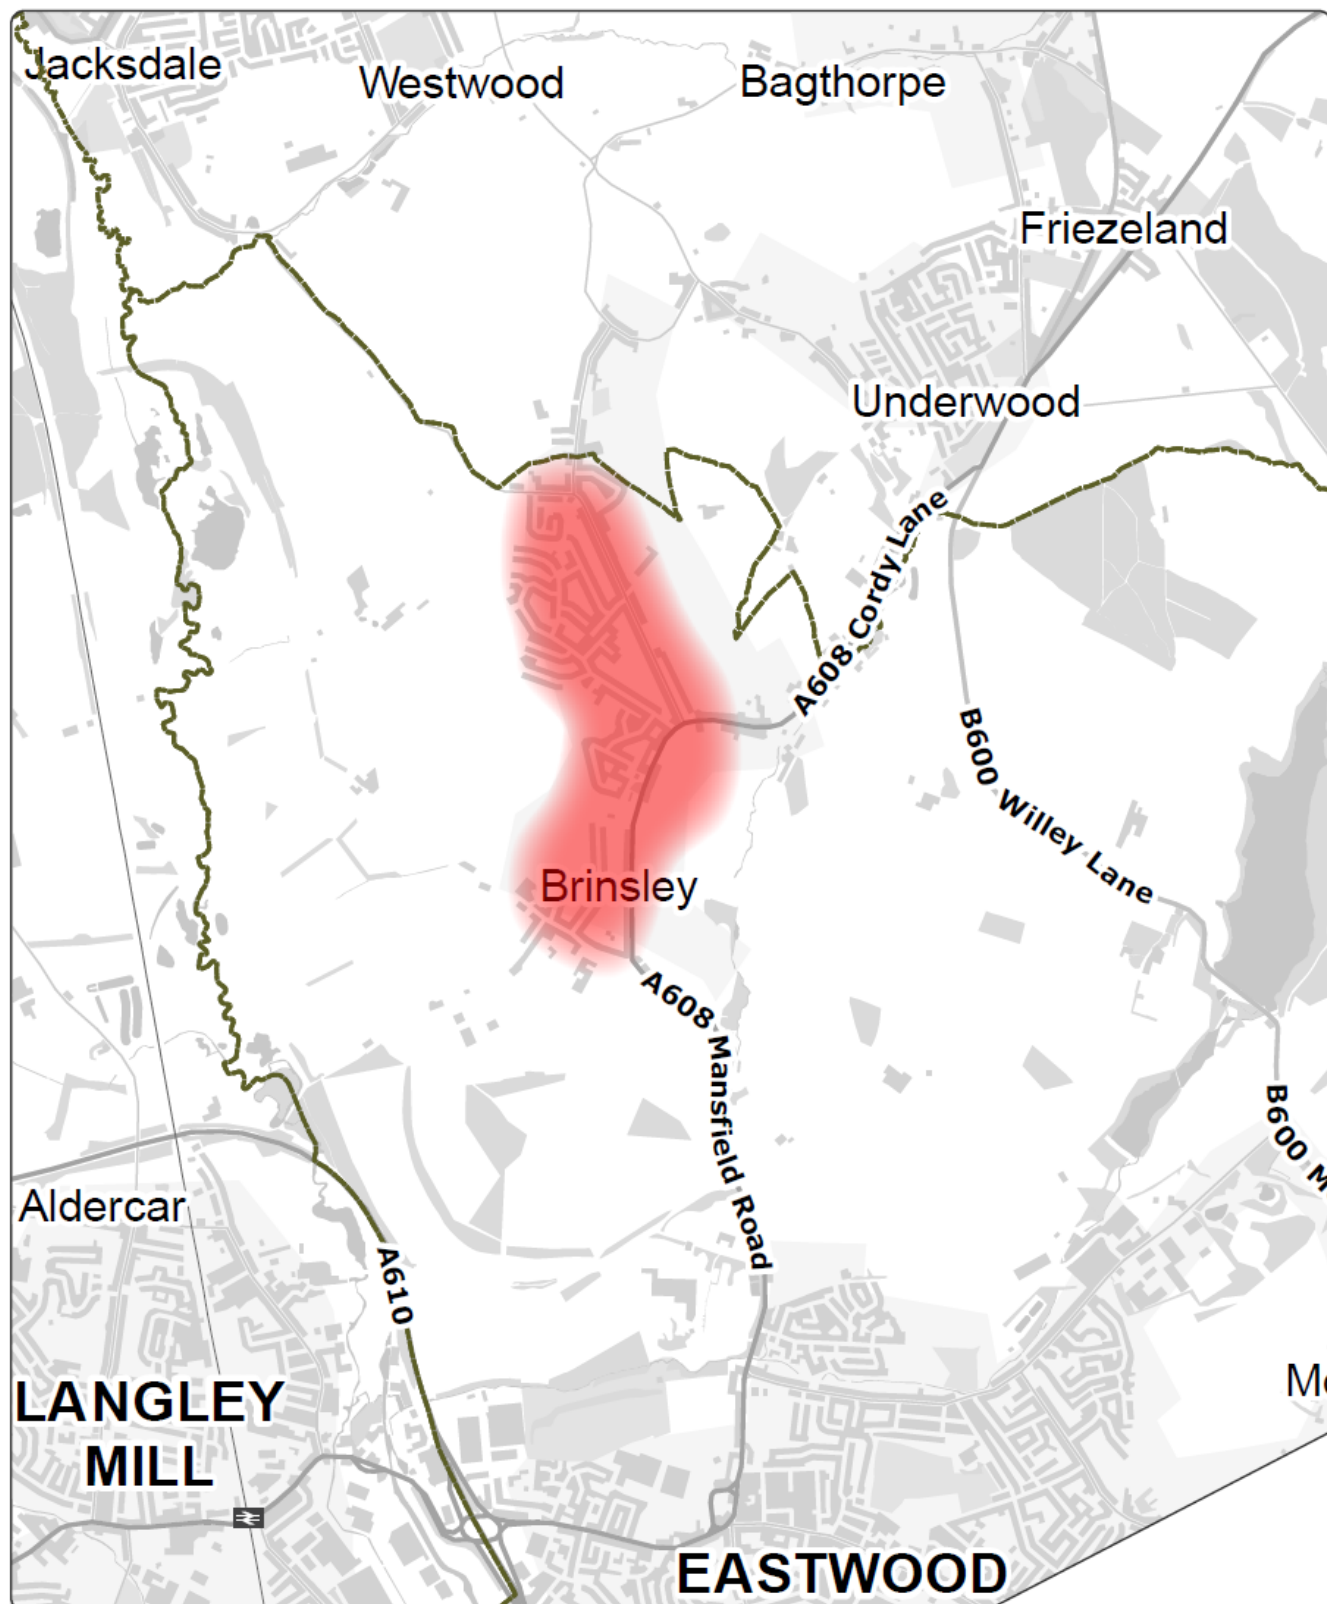 Jacksdale
Westwood
Bagthorpe
Friezeland
Underwood
A608 Cordy Lane
B600 Willey Lane
Brinsley
A608 Mansfield Road
B600 M
Aldercar
A610
LANGLEY
MILL
EASTWOOD